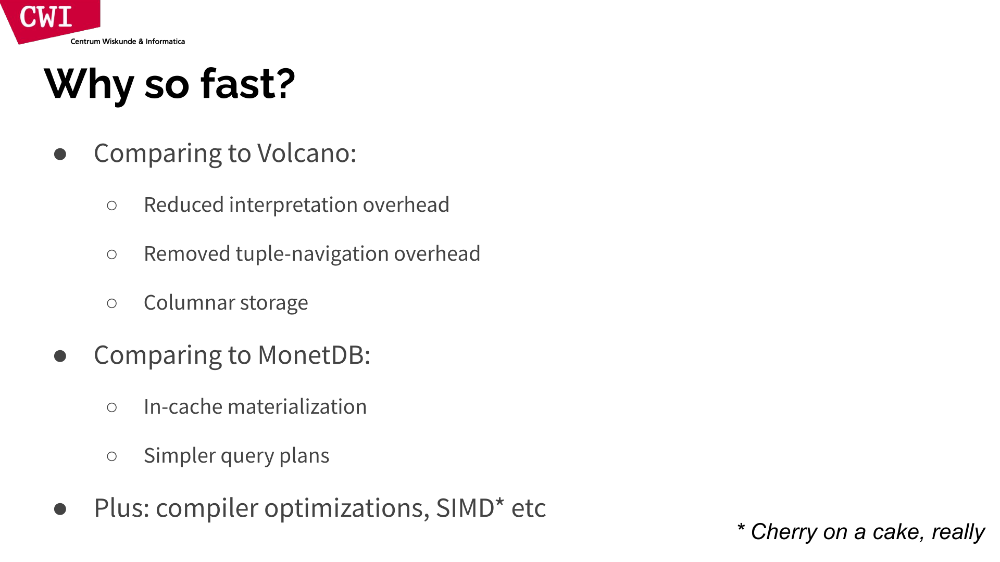 CWI
Centrum Wiskunde & Informatica
Why so fast?
● Comparing to Volcano:
○ Reduced interpretation overhead
○ Removed tuple-navigation overhead
○ Columnar storage
● Comparing to MonetDB:
○ In-cache materialization
○ Simpler query plans
● Plus: compiler optimizations, SIMD* etc
* Cherry on a cake, really